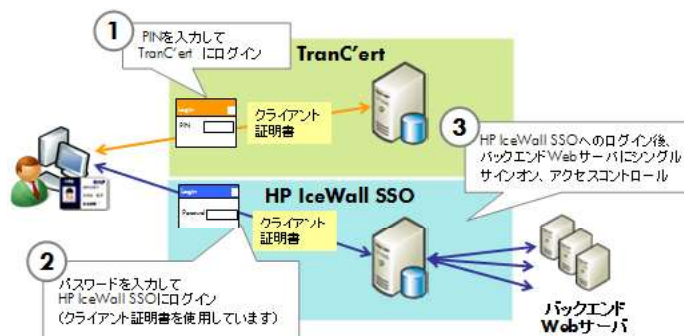 1
PINを入力して
TranC'ert にログイン
TranC'ert
Login
PIN
クライアント
証明書
3
HP IceWall SSOへのログイン後、
バックエンドWebサーバにシングル
サインオン、アクセスコントロール
HP IceWall SSO
Login
Password
クライアント
証明書
2
パスワードを入力して
HP IceWall SSOにログイン
(クライアント証明書を使用しています)
バックエンド
Webサーバ